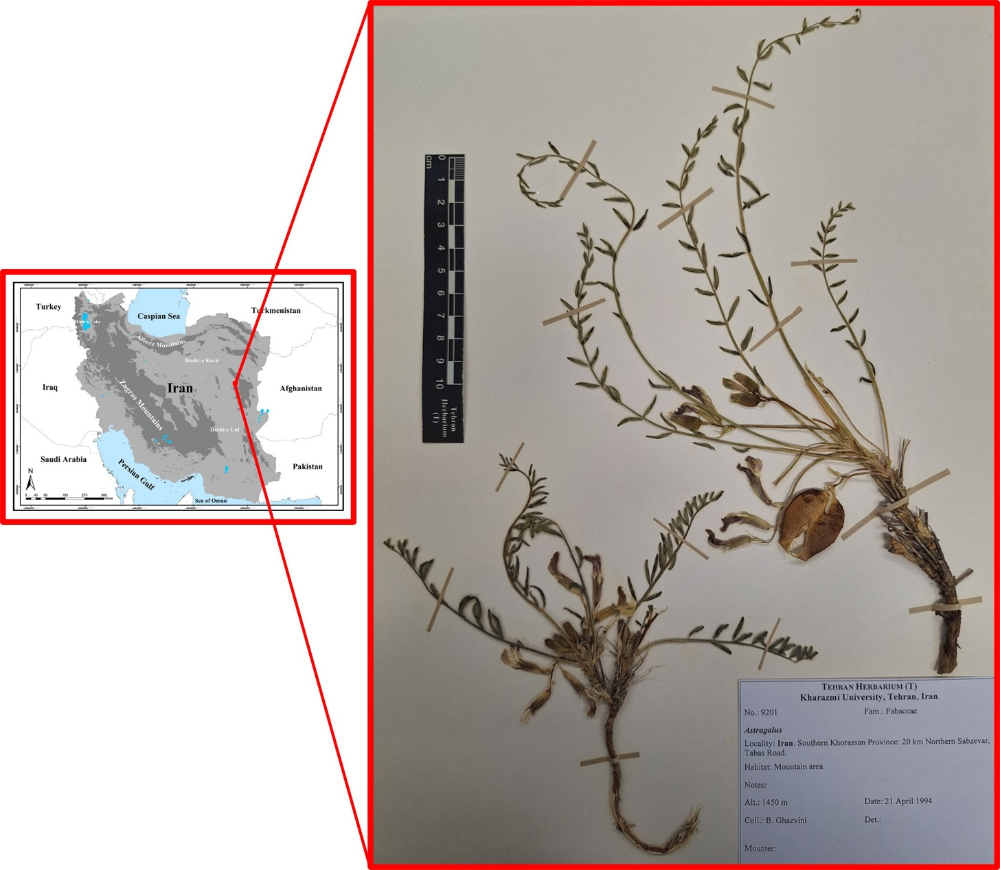 Turkey
Caspian Sea
Turkmenistan
Urmia Lake
Alborz Mountains
Dasht-e Kavir
Iraq
Zagros Mountains
Iran
Afghanistan
Dasht-e Lut
Saudi Arabia
Persian Gulf
Pakistan
N
0 45 90 180 270 360
Miles
Sea of Oman
cm
0
1
2
3
4
5
6
7
8
9
10
Tehran
Herbarium
(T)
TEHRAN HERBARIUM (T)
Kharazmi University, Tehran, Iran
No.: 9201 Fam.: Fabaceae
Astragalus
Locality: Iran. Southern Khorassan Province: 20 km Northern Sabzevar,
Tabas Road.
Habitat: Mountain area
Notes:
Alt.: 1450 m Date: 21 April 1994
Coll.: B. Ghazvini Det.:
Mounter: